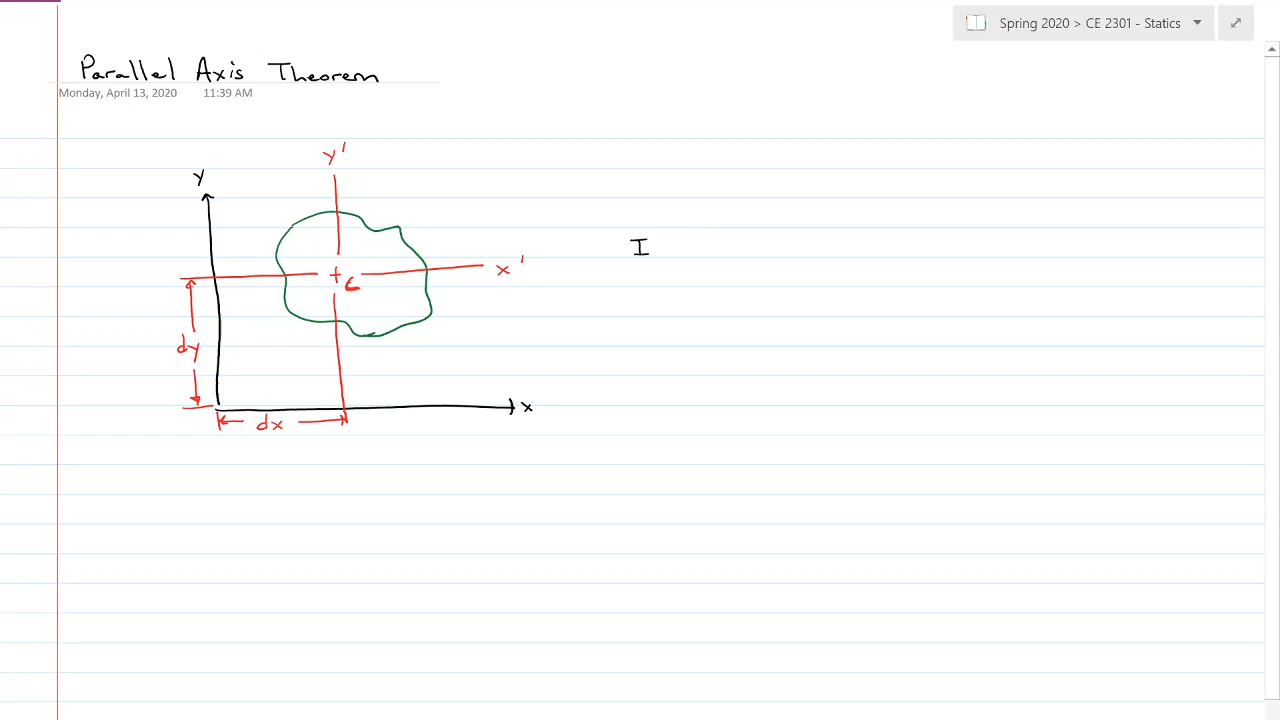 Spring 2020 > CE 2301 - Statics
Parallel Axis Theorem
Monday, April 13, 2020 11:39 AM
y'
y
I
x'
c
dy
x
dx